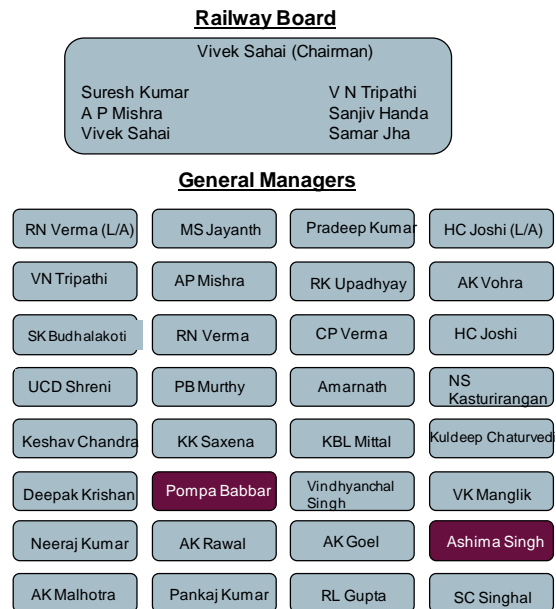 Railway Board
Vivek Sahai (Chairman)
Suresh Kumar V N Tripathi
A P Mishra Sanjiv Handa
Vivek Sahai Samar Jha
General Managers
RN Verma (L/A) MS Jayanth Pradeep Kumar HC Joshi (L/A)
VN Tripathi AP Mishra RK Upadhyay AK Vohra
SK Budhalakoti RN Verma CP Verma HC Joshi
UCD Shreni PB Murthy Amarnath NS
Kasturirangan
Keshav Chandra KK Saxena KBL Mittal Kuldeep Chaturvedi
Deepak Krishan Pompa Babbar Vindhyanchal
Singh VK Manglik
Neeraj Kumar AK Rawal AK Goel Ashima Singh
AK Malhotra Pankaj Kumar RL Gupta SC Singhal